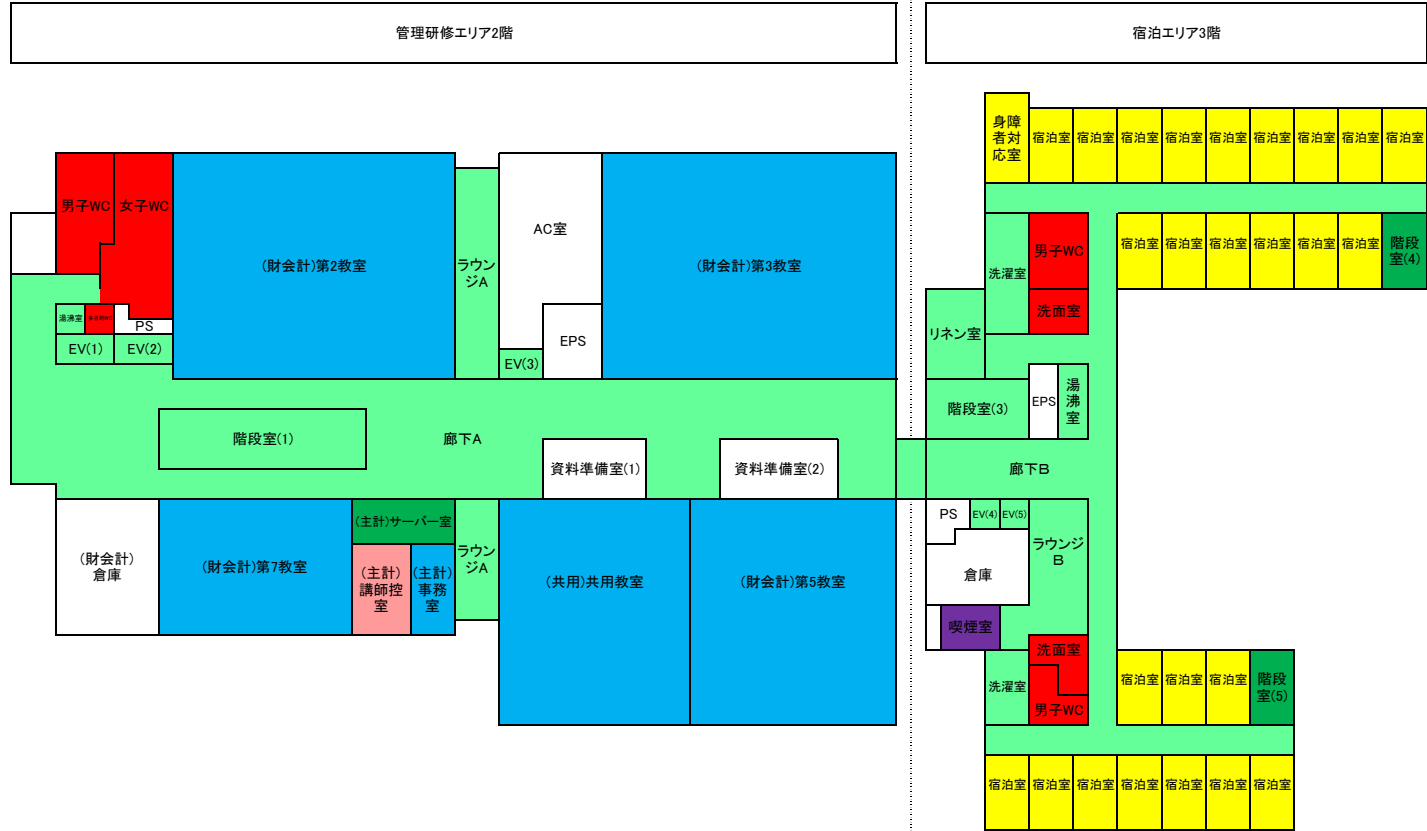 管理研修エリア2階
宿泊エリア3階
身障
者対
応室
宿泊室
宿泊室
宿泊室
宿泊室
宿泊室
宿泊室
宿泊室
宿泊室
宿泊室
男子WC
女子WC
(財会計)第2教室
ラウン
ジA
AC室
(財会計)第3教室
EPS
EV(3)
湯沸室
PS
EV(1)
EV(2)
洗濯室
男子WC
洗面室
宿泊室
宿泊室
宿泊室
宿泊室
宿泊室
宿泊室
階段
室(4)
リネン室
階段室(3)
EPS
湯
沸
室
階段室(1)
廊下A
資料準備室(1)
資料準備室(2)
廊下B
(財会計)
倉庫
(財会計)第7教室
(主計)サーバー室
(主計)
講師控
室
(主計)
事務
室
ラウン
ジA
(共用)共用教室
(財会計)第5教室
PS
EV(4)
EV(5)
ラウンジ
B
倉庫
喫煙室
洗面室
洗濯室
男子WC
宿泊室
宿泊室
宿泊室
階段
室(5)
宿泊室
宿泊室
宿泊室
宿泊室
宿泊室
宿泊室
宿泊室